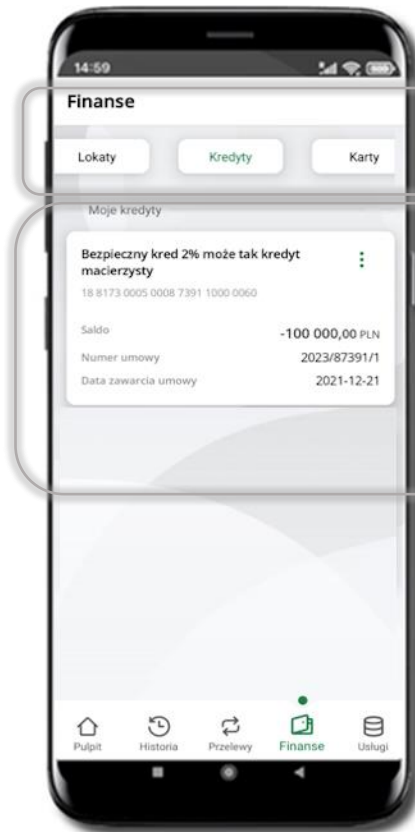 14:59
Finanse
Lokaty Kredyty Karty
Moje kredyty
Bezpieczny kred 2% może tak kredyt
macierzysty
18 8173 0005 0008 7391 1000 0060
Saldo -100 000,00 PLN
Numer umowy 2023/87391/1
Data zawarcia umowy 2021-12-21
Pulpit Historia Przelewy Finanse Usługi